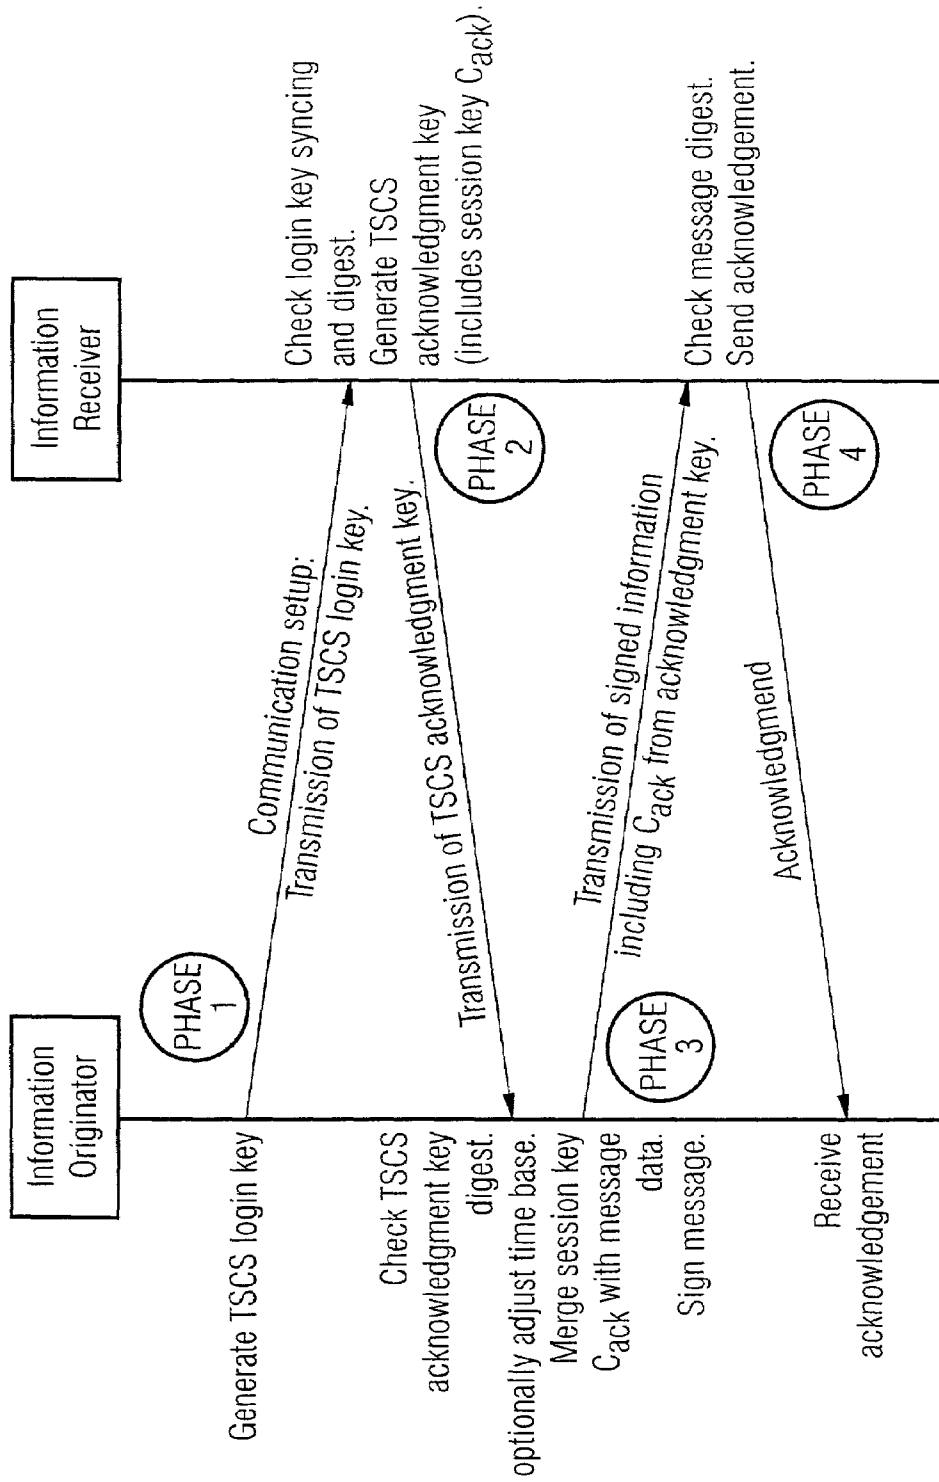 Information
Originator
Information
Receiver
PHASE
1
Generate TSCS login key
Communication setup:
Transmission of TSCS login key.
Check login key syncing
and digest.
Generate TSCS
acknowledgment key
(includes session key Cack).
PHASE
2
Transmission of TSCS acknowledgment key.
Check TSCS
acknowledgment key
digest.
optionally adjust time base.
Merge session key
Cack with message
data.
Sign message.
PHASE
3
Transmission of signed information
including Cack from acknowledgment key.
Check message digest.
Send acknowledgement.
PHASE
4
Acknowledgmend
Receive
acknowledgement